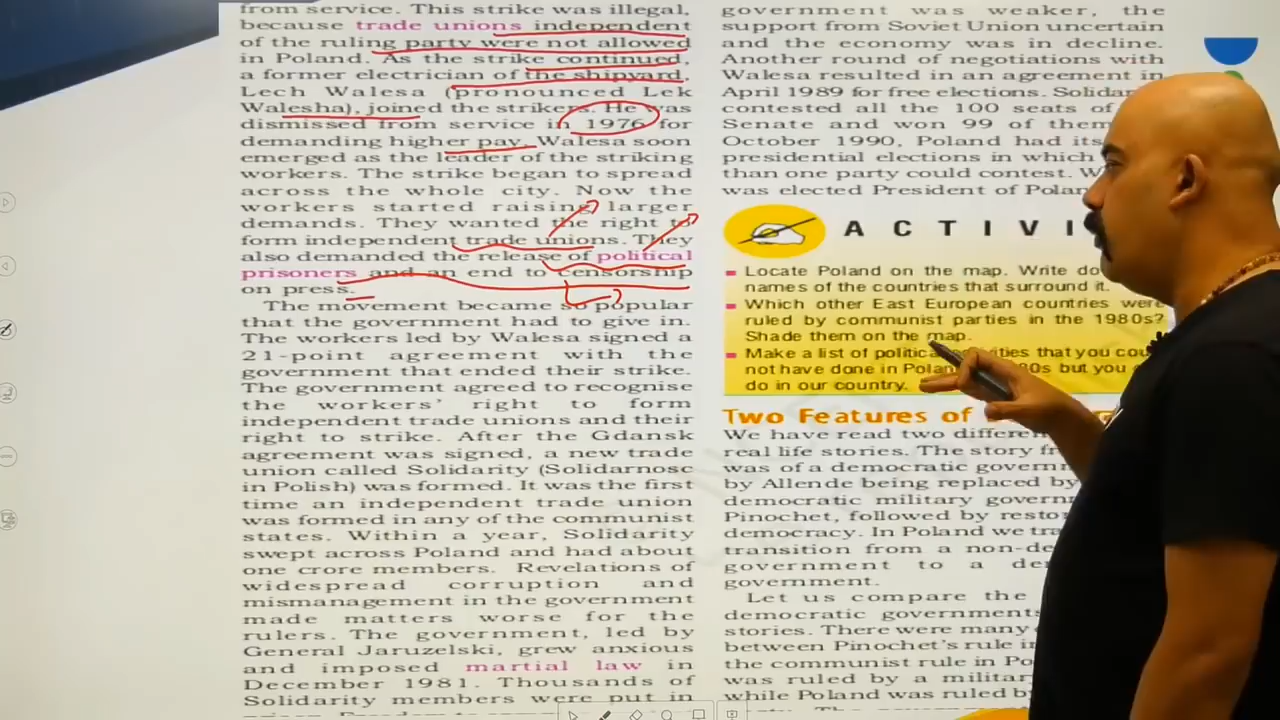 from service. This strike was illegal,
because trade unions independent
of the ruling party were not allowed
in Poland. As the strike continued,
a former electrician of the shipyard,
Lech Walesa (pronounced Lek
Walesha), joined the strikers. He was
dismissed from service in 1976 for
demanding higher pay. Walesa soon
emerged as the leader of the striking
workers. The strike began to spread
across the whole city. Now the
workers started raising larger
demands. They wanted the right to
form independent trade unions. They
also demanded the release of political
prisoners and an end to censorship
on press.
The movement became so popular
that the government had to give in.
The workers led by Walesa signed a
21-point agreement with the
government that ended their strike.
The government agreed to recognise
the workers' right to form
independent trade unions and their
right to strike. After the Gdansk
agreement was signed, a new trade
union called Solidarity (Solidarnosc
in Polish) was formed. It was the first
time an independent trade union
was formed in any of the communist
states. Within a year, Solidarity
swept across Poland and had about
one crore members. Revelations of
widespread corruption and
mismanagement in the government
made matters worse for the
rulers. The government, led by
General Jaruzelski, grew anxious
and imposed martial law in
December 1981. Thousands of
Solidarity members were put in
government was weaker, the
support from Soviet Union uncertain
and the economy was in decline.
Another round of negotiations with
Walesa resulted in an agreement in
April 1989 for free elections.
contested all the 100 seats of
Senate and won 99 of them
October 1990, Poland had its
presidential elections in which
than one party could contest.
was elected President of
Locate Poland on the map. Write
names of the countries that surround it.
Which other East European countries were
ruled by communist parties in the 1980s?
Shade them on the map.
Make a list of that you
not have done in but you
do in our country.
Two Features of
We have read two
real life stories. The story
was of a democratic
by Allende being replaced by
democratic military
Pinochet, followed by
democracy. In Poland we
transition from a
government to a
government.
Let us compare the
democratic
stories. There were many
between Pinochet's rule
the communist rule in
was ruled by a
while Poland was ruled